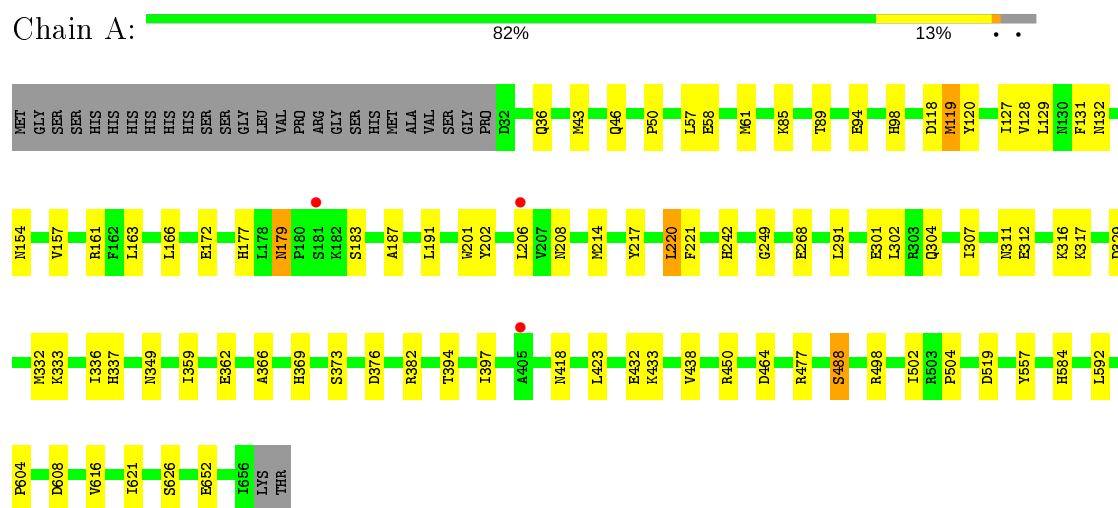 Chain A:
82% 13% • •
MET GLY SER SER HIS HIS HIS HIS HIS HIS SER SER GLY LEU VAL PRO ARG GLY SER HIS MET ALA VAL SER GLY PRO D32 Q36 M43 Q46 P50 L57 E58 M61 K85 T89 E94 H98 D118 M119 Y120 I127 V128 L129 N130 F131 N132
N154 V157 R161 F162 L163 L166 E172 H177 L178 N179 P180 S181 K182 S183 A187 L191 W201 Y202 L206 V207 N208 M214 Y217 L220 F221 H242 G249 E268 L291 E301 L302 R303 Q304 I307 N311 E312 K316 K317
M332 K333 I336 H337 N349 I359 E362 A366 H369 S373 D376 R382 T394 I397 A405 N418 L423 E432 K433 V438 R450 D464 R477 S488 R498 I502 R503 P504 D519 Y557 H584 L592
P604 D608 V616 I621 S626 E652 I656 LYS THR